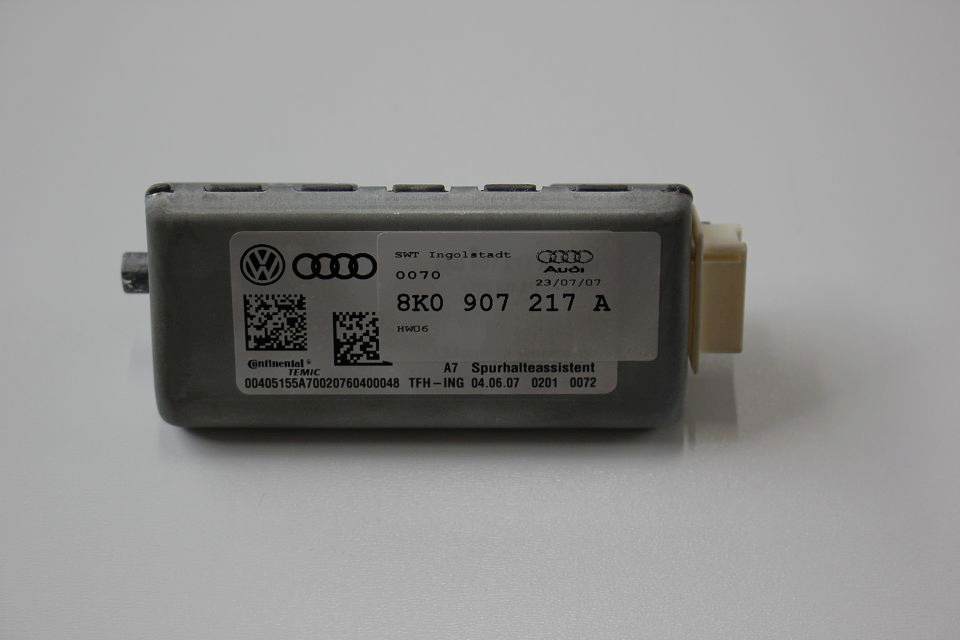 SWT Ingolstadt
0070
Audi
23/07/07
8K0 907 217 A
HW06
Continental®
TEMIC
A7 Spurhalteassistent
00405155A70020760400048 TFH-ING 04.06.07 0201 0072